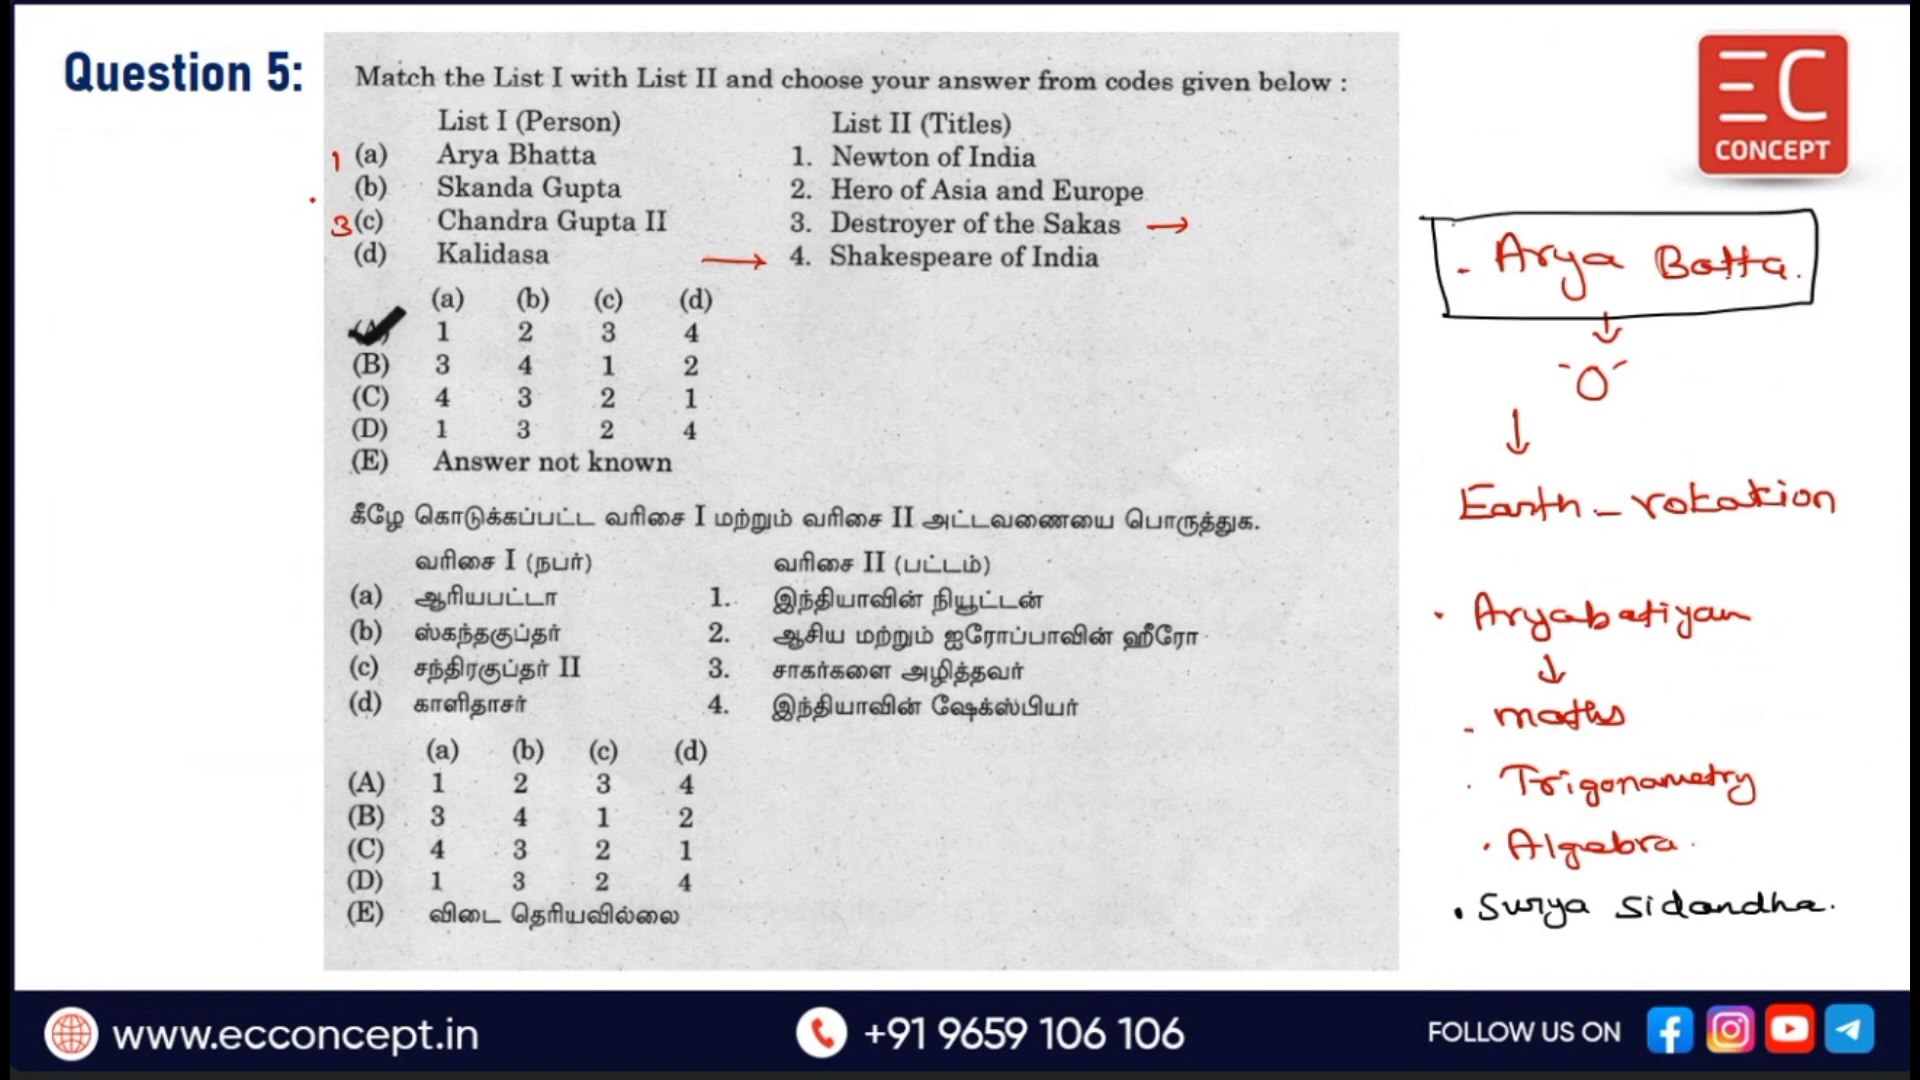 Question 5:
Match the List I with List II and choose your answer from codes given below :
List I (Person) List II (Titles)
1 (a) Arya Bhatta 1. Newton of India
(b) Skanda Gupta 2. Hero of Asia and Europe
3 (c) Chandra Gupta II 3. Destroyer of the Sakas →
(d) Kalidasa → 4. Shakespeare of India
(a) (b) (c) (d)
(A) 1 2 3 4
(B) 3 4 1 2
(C) 4 3 2 1
(D) 1 3 2 4
(E) Answer not known
கீழே கொடுக்கப்பட்ட வரிசை I மற்றும் வரிசை II அட்டவணையை பொருத்துக.
வரிசை I (நபர்) வரிசை II (பட்டம்)
(a) ஆரியபட்டா 1. இந்தியாவின் நியூட்டன்
(b) ஸ்கந்தகுப்தர் 2. ஆசிய மற்றும் ஐரோப்பாவின் ஹீரோ
(c) சந்திரகுப்தர் II 3. சாகர்களை அழித்தவர்
(d) காளிதாசர் 4. இந்தியாவின் ஷேக்ஸ்பியர்
(a) (b) (c) (d)
(A) 1 2 3 4
(B) 3 4 1 2
(C) 4 3 2 1
(D) 1 3 2 4
(E) விடை தெரியவில்லை
EC
CONCEPT
- Arya Batta.
↓
"0"
↓
Earth - rotation
. Aryabatiyam
↓
- maths
. Trigonametry
. Algebra.
. Surya Sidandha.
www.ecconcept.in
+91 9659 106 106
FOLLOW US ON